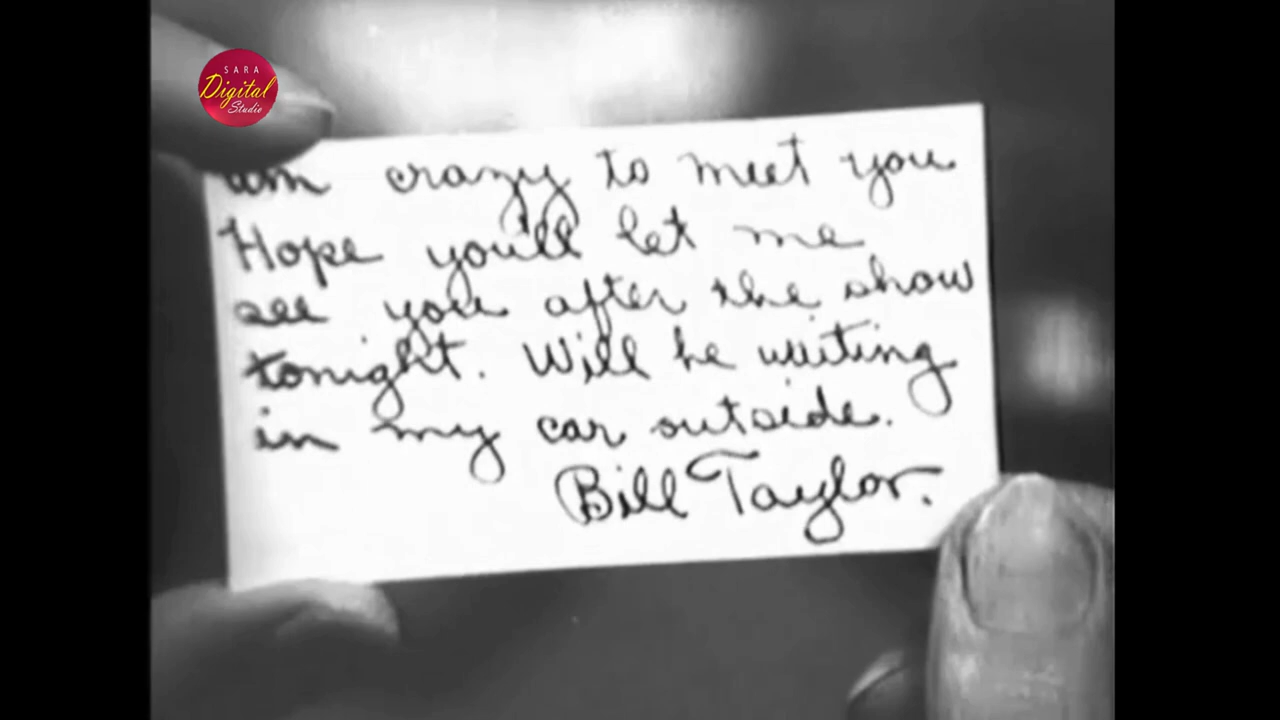 SARA
Digital
Studio
am crazy to meet you
Hope you'll let me
see you after the show
tonight. Will be waiting
in my car outside.
Bill Taylor.